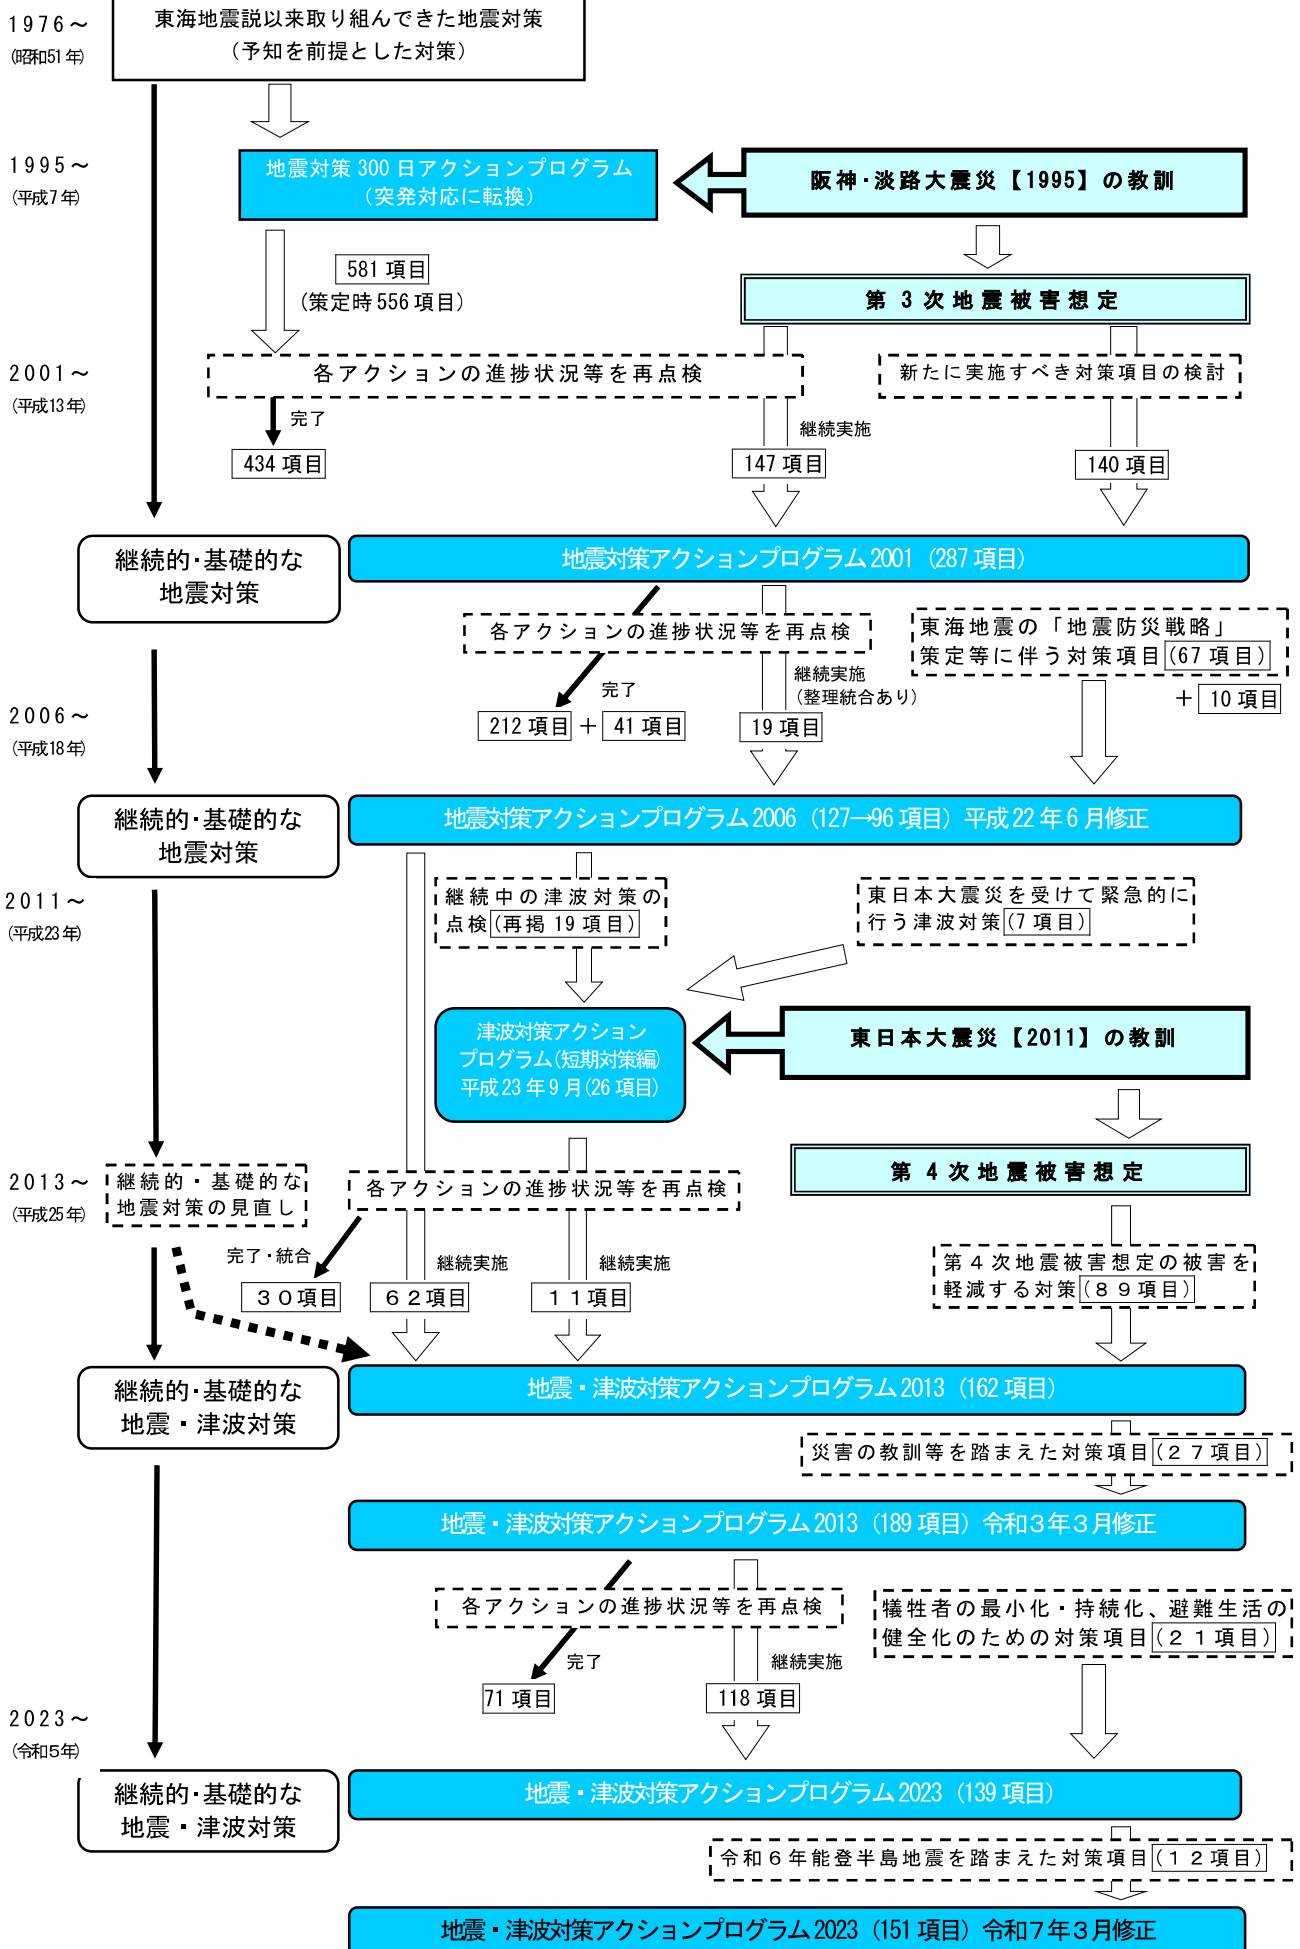 1976～
(昭和51年)
東海地震説以来取り組んできた地震対策
(予知を前提とした対策)
1995～
(平成7年)
地震対策300日アクションプログラム
(突発対応に転換)
阪神・淡路大震災【1995】の教訓
581項目
(策定時556項目)
第3次地震被害想定
2001～
(平成13年)
各アクションの進捗状況等を再点検
新たに実施すべき対策項目の検討
完了
継続実施
434項目
147項目
140項目
継続的・基礎的な
地震対策
地震対策アクションプログラム2001 (287項目)
各アクションの進捗状況等を再点検
東海地震の「地震防災戦略」
策定等に伴う対策項目(67項目)
継続実施
(整理統合あり)
完了
＋ 10項目
212項目 ＋ 41項目
19項目
2006～
(平成18年)
継続的・基礎的な
地震対策
地震対策アクションプログラム2006 (127→96項目) 平成22年6月修正
2011～
(平成23年)
継続中の津波対策の
点検(再掲19項目)
東日本大震災を受けて緊急的に
行う津波対策(7項目)
津波対策アクション
プログラム(短期対策編)
平成23年9月(26項目)
東日本大震災【2011】の教訓
第4次地震被害想定
2013～
(平成25年)
継続的・基礎的な
地震対策の見直し
各アクションの進捗状況等を再点検
完了・統合
継続実施
継続実施
第４次地震被害想定の被害を
軽減する対策(８９項目)
３０項目
６２項目
１１項目
継続的・基礎的な
地震・津波対策
地震・津波対策アクションプログラム2013 (162項目)
災害の教訓等を踏まえた対策項目(２７項目)
地震・津波対策アクションプログラム2013 (189項目) 令和３年３月修正
各アクションの進捗状況等を再点検
犠牲者の最小化・持続化、避難生活の
健全化のための対策項目(２１項目)
完了
継続実施
71項目
118項目
2023～
(令和5年)
継続的・基礎的な
地震・津波対策
地震・津波対策アクションプログラム2023 (139項目)
令和６年能登半島地震を踏まえた対策項目(１２項目)
地震・津波対策アクションプログラム2023 (151項目) 令和７年３月修正